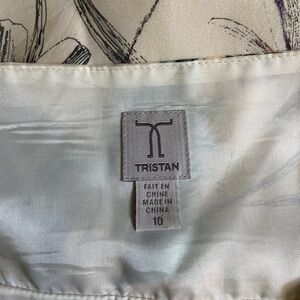 TRISTAN
FAIT EN
CHINE
MADE IN
CHINA
10